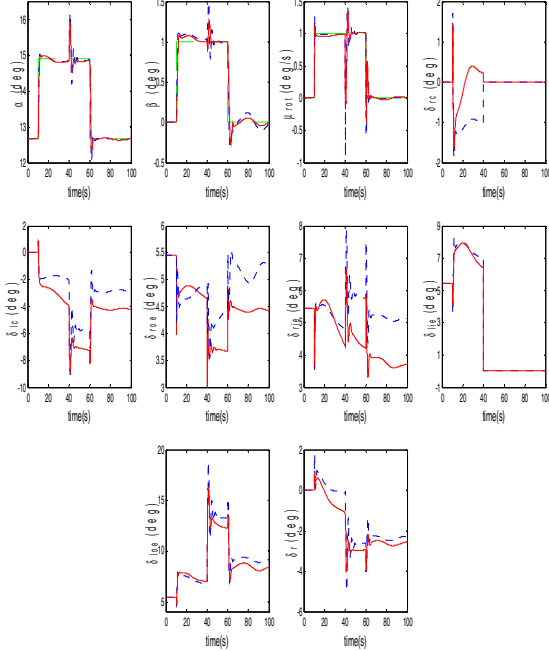 16
15
14
13
12
α (deg)
0 20 40 60 80 100
time(s)
1.5
1
0.5
0
-0.5
β (deg)
0 20 40 60 80 100
time(s)
1.5
1
0.5
0
-0.5
-1
μ rot (deg/s)
0 20 40 60 80 100
time(s)
2
1
0
-1
-2
δ rc (deg)
0 20 40 60 80 100
time(s)
2
0
-2
-4
-6
-8
-10
δ lc (deg)
0 20 40 60 80 100
time(s)
6
5.5
5
4.5
4
3.5
3
δ roe (deg)
0 20 40 60 80 100
time(s)
8
7
6
5
4
3
δ rie (deg)
0 20 40 60 80 100
time(s)
9
7
5
3
1
-1
δ lie (deg)
0 20 40 60 80 100
time(s)
20
15
10
5
δ loe (deg)
0 20 40 60 80 100
time(s)
2
0
-2
-4
-6
δ r (deg)
0 20 40 60 80 100
time(s)